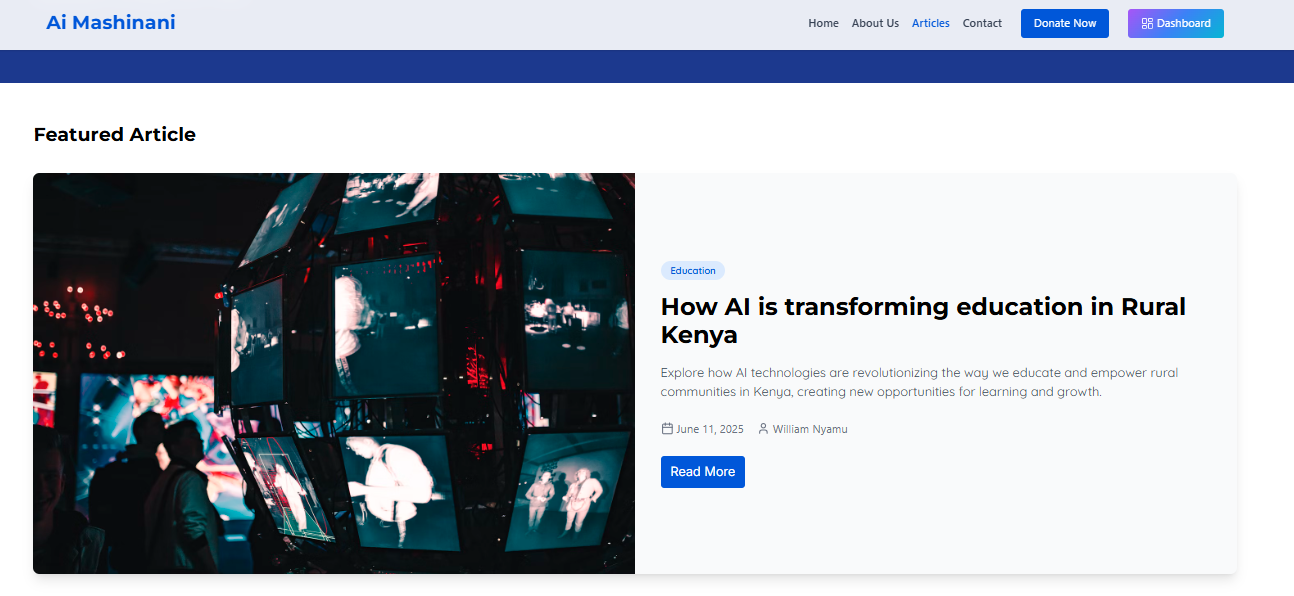 Ai Mashinani
Home About Us Articles Contact Donate Now Dashboard
Featured Article
Education
How AI is transforming education in Rural
Kenya
Explore how AI technologies are revolutionizing the way we educate and empower rural
communities in Kenya, creating new opportunities for learning and growth.
June 11, 2025 William Nyamu
Read More